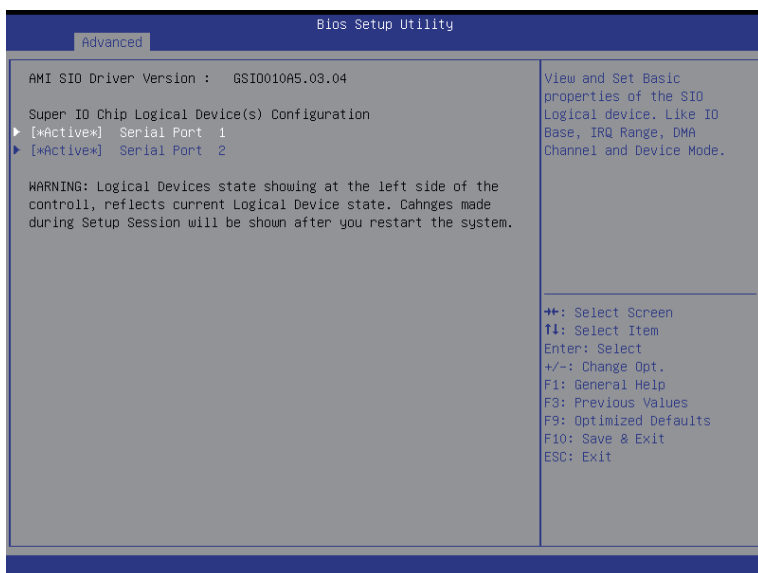 Bios Setup Utility
Advanced
AMI SIO Driver Version : GSIO010A5.03.04
Super IO Chip Logical Device(s) Configuration
[*Active*] Serial Port 1
[*Active*] Serial Port 2
WARNING: Logical Devices state showing at the left side of the
controll, reflects current Logical Device state. Cahnges made
during Setup Session will be shown after you restart the system.
View and Set Basic
properties of the SIO
Logical device. Like IO
Base, IRQ Range, DMA
Channel and Device Mode.
→←: Select Screen
↑↓: Select Item
Enter: Select
+/-: Change Opt.
F1: General Help
F3: Previous Values
F9: Optimized Defaults
F10: Save & Exit
ESC: Exit